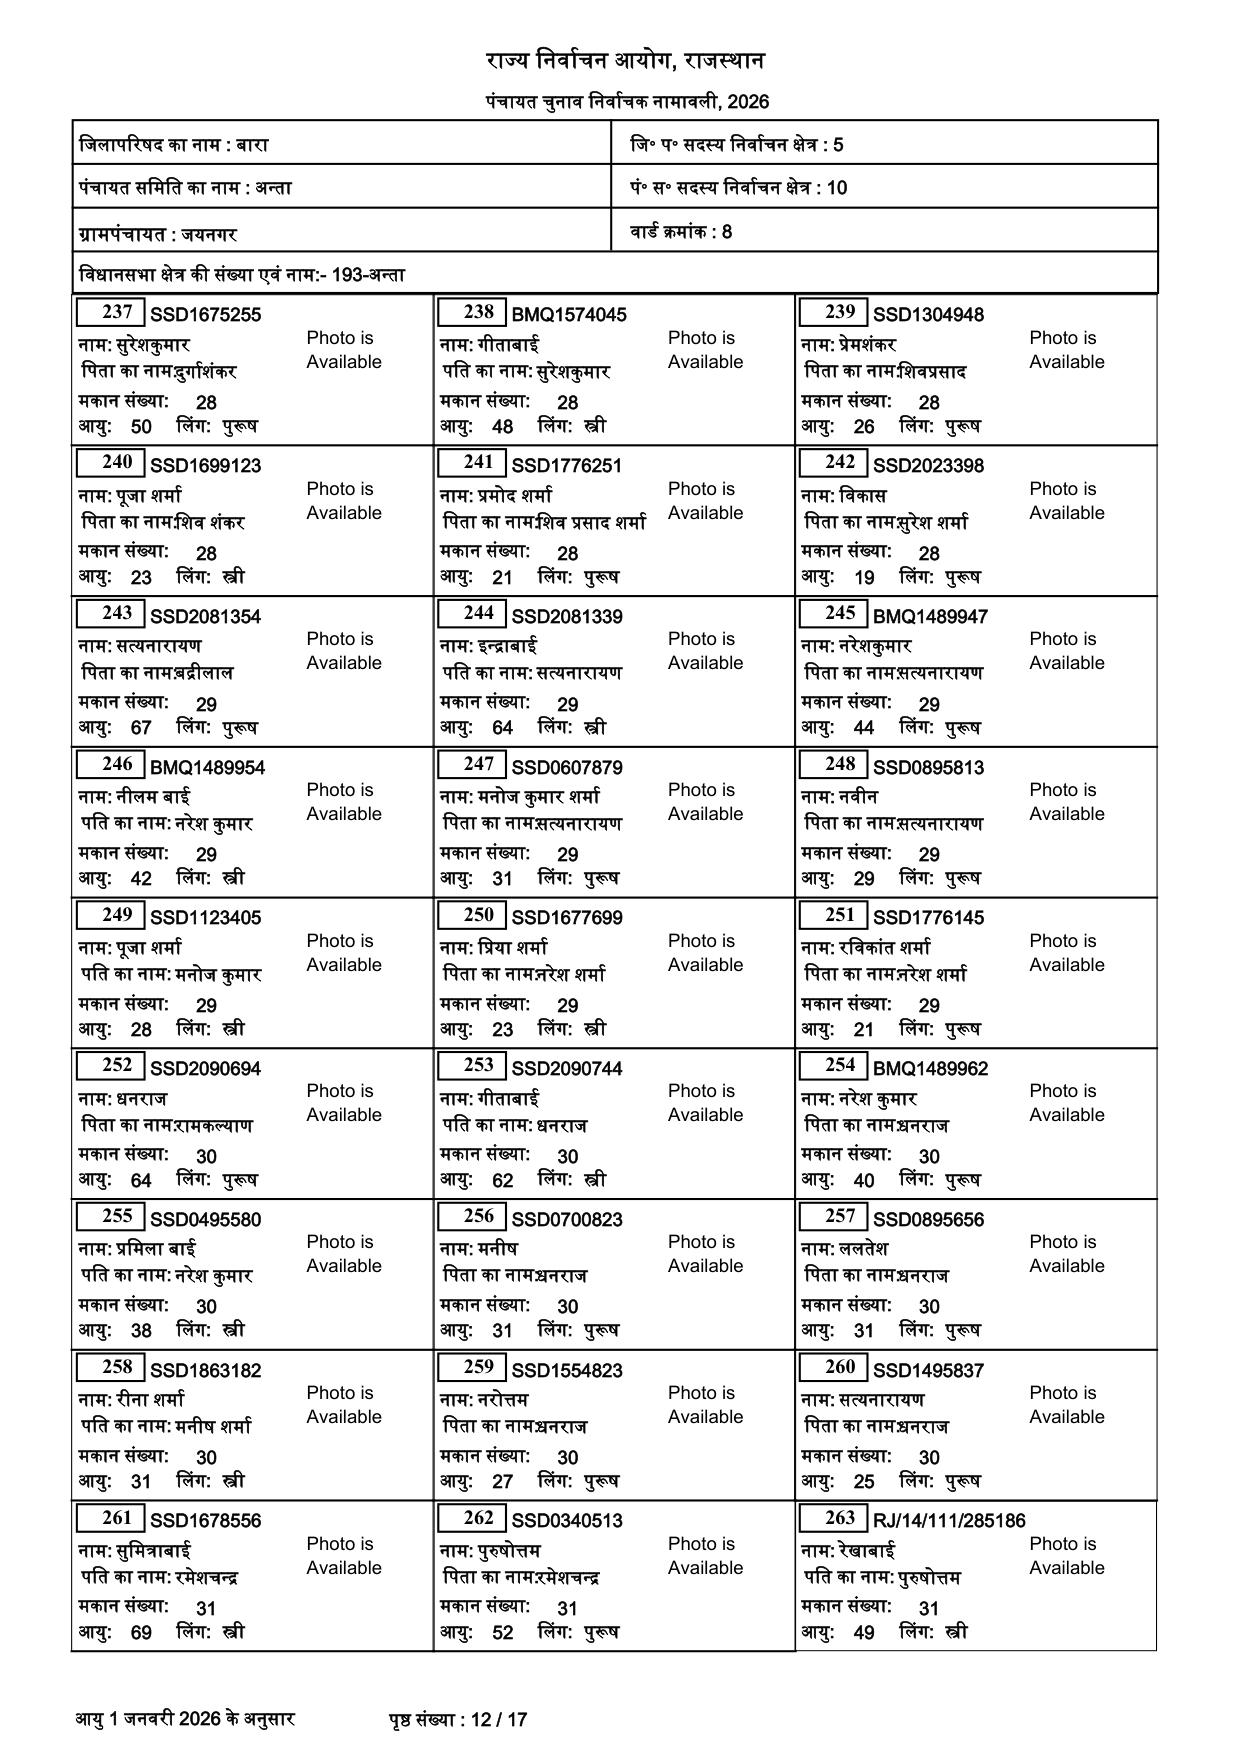 राज्य निर्वाचन आयोग, राजस्थान
पंचायत चुनाव निर्वाचक नामावली, 2026
जिलापरिषद का नाम : बारा
जि॰ प॰ सदस्य निर्वाचन क्षेत्र : 5
पंचायत समिति का नाम : अन्ता
पं॰ स॰ सदस्य निर्वाचन क्षेत्र : 10
ग्रामपंचायत : जयनगर
वार्ड क्रमांक : 8
विधानसभा क्षेत्र की संख्या एवं नाम:- 193-अन्ता
237 SSD1675255
Photo is
Available
नाम: सुरेशकुमार
पिता का नाम:दुर्गाशंकर
मकान संख्या: 28
आयु: 50 लिंग: पुरूष
238 BMQ1574045
Photo is
Available
नाम: गीताबाई
पति का नाम: सुरेशकुमार
मकान संख्या: 28
आयु: 48 लिंग: स्त्री
239 SSD1304948
Photo is
Available
नाम: प्रेमशंकर
पिता का नाम:शिवप्रसाद
मकान संख्या: 28
आयु: 26 लिंग: पुरूष
240 SSD1699123
Photo is
Available
नाम: पूजा शर्मा
पिता का नाम:शिव शंकर
मकान संख्या: 28
आयु: 23 लिंग: स्त्री
241 SSD1776251
Photo is
Available
नाम: प्रमोद शर्मा
पिता का नाम:शिव प्रसाद शर्मा
मकान संख्या: 28
आयु: 21 लिंग: पुरूष
242 SSD2023398
Photo is
Available
नाम: विकास
पिता का नाम:सुरेश शर्मा
मकान संख्या: 28
आयु: 19 लिंग: पुरूष
243 SSD2081354
Photo is
Available
नाम: सत्यनारायण
पिता का नाम:बद्रीलाल
मकान संख्या: 29
आयु: 67 लिंग: पुरूष
244 SSD2081339
Photo is
Available
नाम: इन्द्राबाई
पति का नाम: सत्यनारायण
मकान संख्या: 29
आयु: 64 लिंग: स्त्री
245 BMQ1489947
Photo is
Available
नाम: नरेशकुमार
पिता का नाम:सत्यनारायण
मकान संख्या: 29
आयु: 44 लिंग: पुरूष
246 BMQ1489954
Photo is
Available
नाम: नीलम बाई
पति का नाम: नरेश कुमार
मकान संख्या: 29
आयु: 42 लिंग: स्त्री
247 SSD0607879
Photo is
Available
नाम: मनोज कुमार शर्मा
पिता का नाम:सत्यनारायण
मकान संख्या: 29
आयु: 31 लिंग: पुरूष
248 SSD0895813
Photo is
Available
नाम: नवीन
पिता का नाम:सत्यनारायण
मकान संख्या: 29
आयु: 29 लिंग: पुरूष
249 SSD1123405
Photo is
Available
नाम: पूजा शर्मा
पति का नाम: मनोज कुमार
मकान संख्या: 29
आयु: 28 लिंग: स्त्री
250 SSD1677699
Photo is
Available
नाम: प्रिया शर्मा
पिता का नाम:नरेश शर्मा
मकान संख्या: 29
आयु: 23 लिंग: स्त्री
251 SSD1776145
Photo is
Available
नाम: रविकांत शर्मा
पिता का नाम:नरेश शर्मा
मकान संख्या: 29
आयु: 21 लिंग: पुरूष
252 SSD2090694
Photo is
Available
नाम: धनराज
पिता का नाम:रामकल्याण
मकान संख्या: 30
आयु: 64 लिंग: पुरूष
253 SSD2090744
Photo is
Available
नाम: गीताबाई
पति का नाम: धनराज
मकान संख्या: 30
आयु: 62 लिंग: स्त्री
254 BMQ1489962
Photo is
Available
नाम: नरेश कुमार
पिता का नाम:धनराज
मकान संख्या: 30
आयु: 40 लिंग: पुरूष
255 SSD0495580
Photo is
Available
नाम: प्रमिला बाई
पति का नाम: नरेश कुमार
मकान संख्या: 30
आयु: 38 लिंग: स्त्री
256 SSD0700823
Photo is
Available
नाम: मनीष
पिता का नाम:धनराज
मकान संख्या: 30
आयु: 31 लिंग: पुरूष
257 SSD0895656
Photo is
Available
नाम: ललतेश
पिता का नाम:धनराज
मकान संख्या: 30
आयु: 31 लिंग: पुरूष
258 SSD1863182
Photo is
Available
नाम: रीना शर्मा
पति का नाम: मनीष शर्मा
मकान संख्या: 30
आयु: 31 लिंग: स्त्री
259 SSD1554823
Photo is
Available
नाम: नरोत्तम
पिता का नाम:धनराज
मकान संख्या: 30
आयु: 27 लिंग: पुरूष
260 SSD1495837
Photo is
Available
नाम: सत्यनारायण
पिता का नाम:धनराज
मकान संख्या: 30
आयु: 25 लिंग: पुरूष
261 SSD1678556
Photo is
Available
नाम: सुमित्राबाई
पति का नाम: रमेशचन्द्र
मकान संख्या: 31
आयु: 69 लिंग: स्त्री
262 SSD0340513
Photo is
Available
नाम: पुरुषोत्तम
पिता का नाम:रमेशचन्द्र
मकान संख्या: 31
आयु: 52 लिंग: पुरूष
263 RJ/14/111/285186
Photo is
Available
नाम: रेखाबाई
पति का नाम: पुरुषोत्तम
मकान संख्या: 31
आयु: 49 लिंग: स्त्री
आयु 1 जनवरी 2026 के अनुसार
पृष्ठ संख्या : 12 / 17